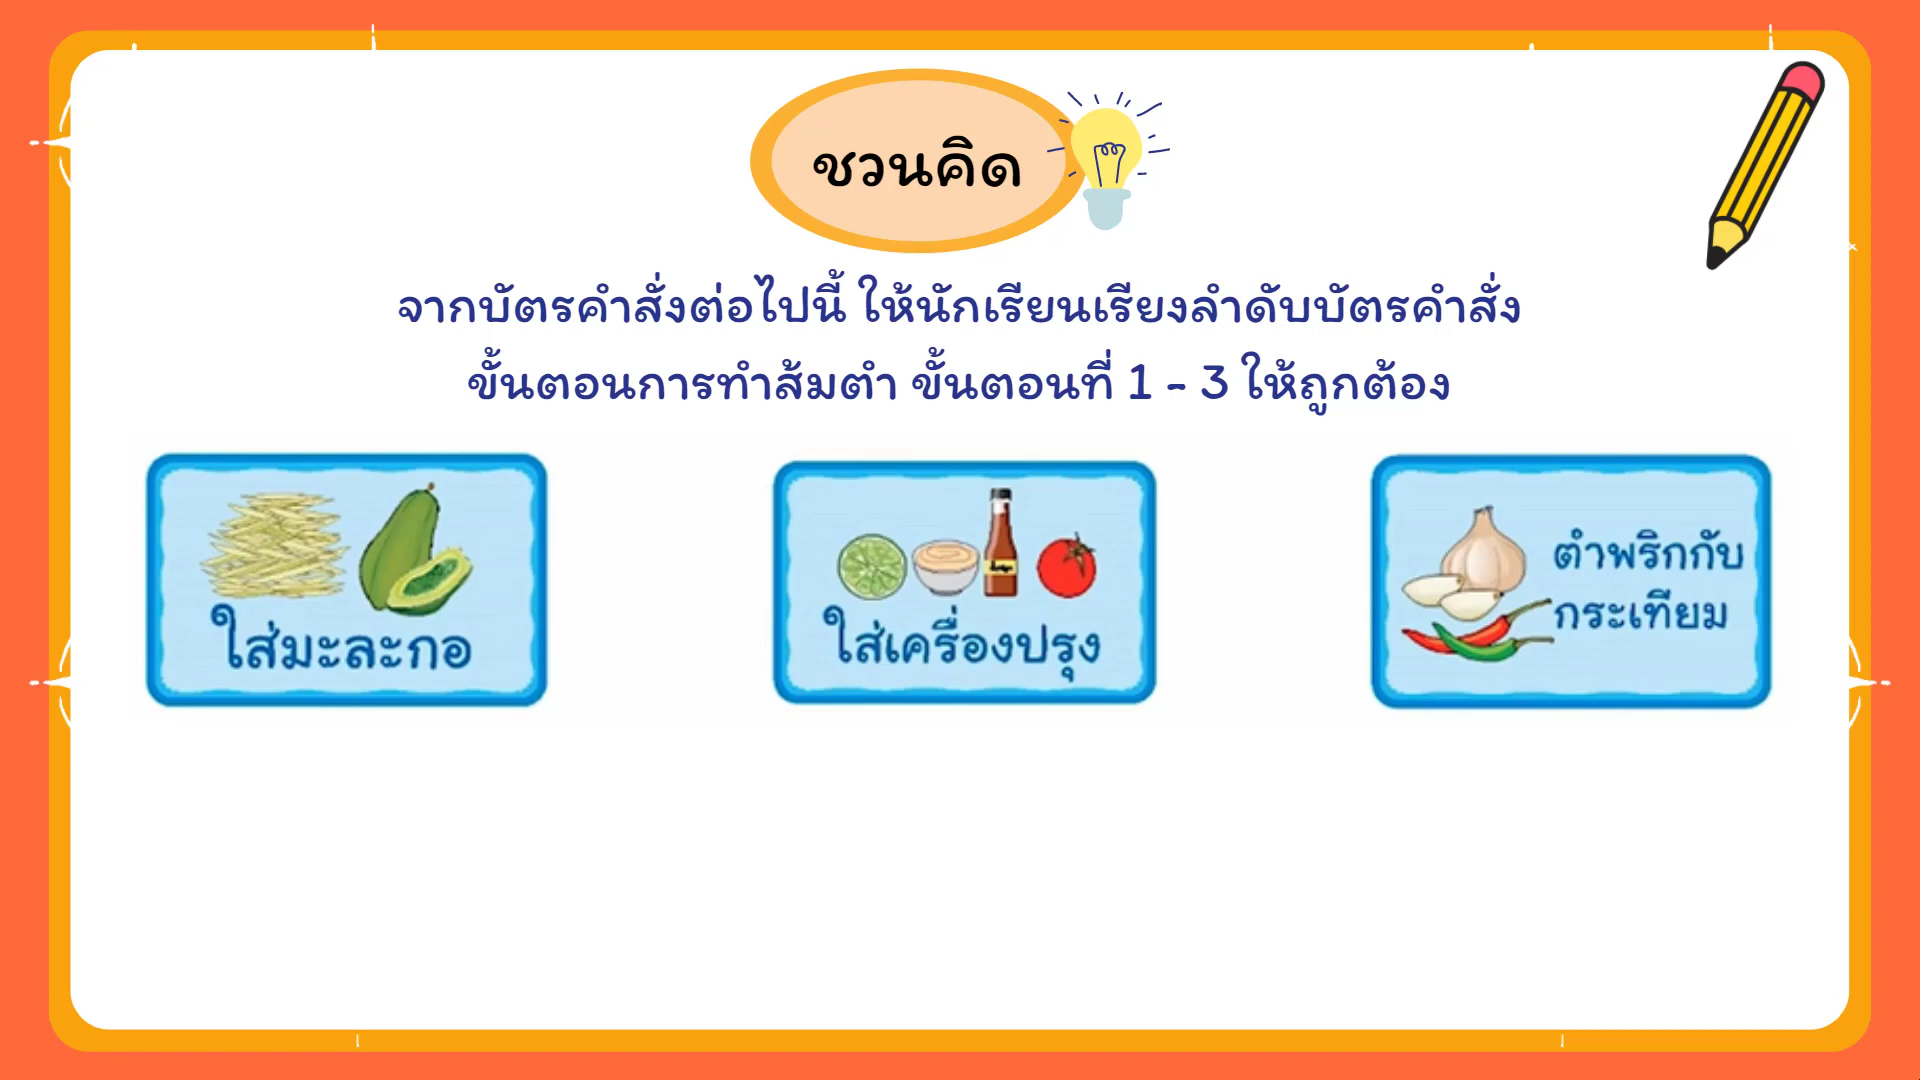 ชวนคิด
จากบัตรคำสั่งต่อไปนี้ ให้นักเรียนเรียงลำดับบัตรคำสั่ง
ขั้นตอนการทำส้มตำ ขั้นตอนที่ 1 - 3 ให้ถูกต้อง
ใส่มะละกอ
ใส่เครื่องปรุง
ตำพริกกับ
กระเทียม